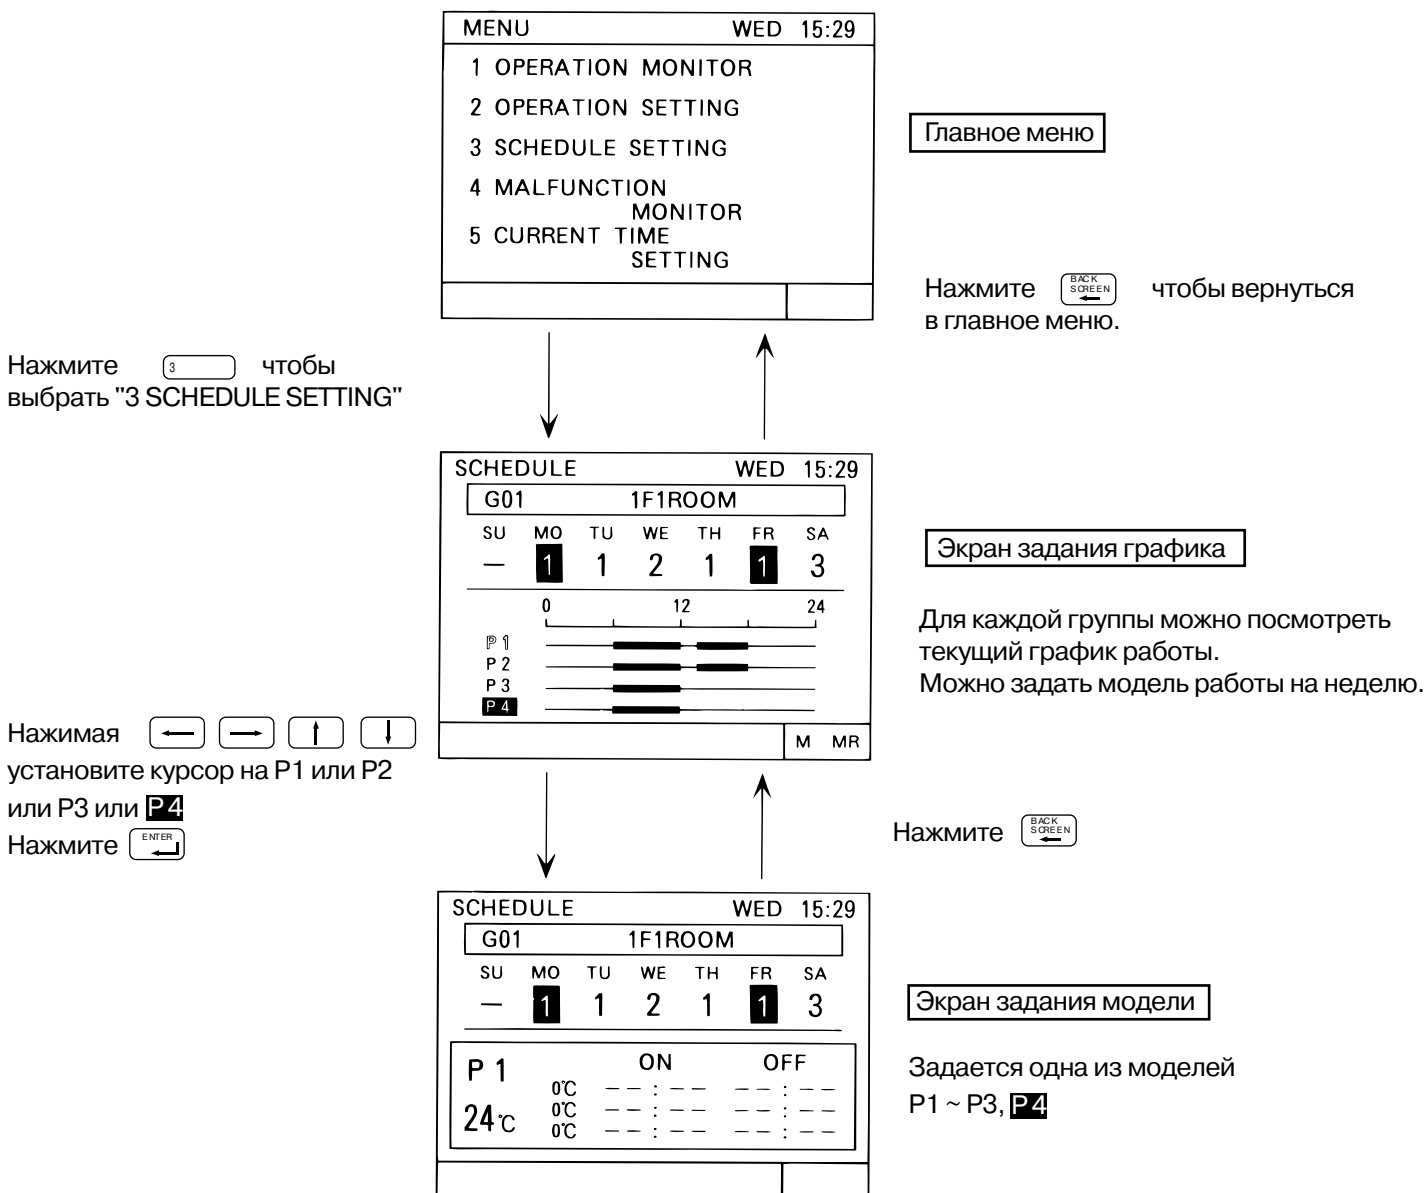 MENU WED 15:29
1 OPERATION MONITOR
2 OPERATION SETTING
3 SCHEDULE SETTING
4 MALFUNCTION
MONITOR
5 CURRENT TIME
SETTING
Главное меню
Нажмите BACK SCREEN чтобы вернуться
в главное меню.
Нажмите 3 чтобы
выбрать "3 SCHEDULE SETTING"
SCHEDULE WED 15:29
G01 1F1ROOM
SU MO TU WE TH FR SA
— 1 1 2 1 1 3
0 12 24
P 1
P 2
P 3
P 4
M MR
Экран задания графика
Для каждой группы можно посмотреть
текущий график работы.
Можно задать модель работы на неделю.
Нажимая ← → ↑ ↓
установите курсор на P1 или P2
или P3 или P4
Нажмите ENTER
Нажмите BACK SCREEN
SCHEDULE WED 15:29
G01 1F1ROOM
SU MO TU WE TH FR SA
— 1 1 2 1 1 3
P 1 ON OFF
0℃ – – : – – – – : – –
24℃ 0℃ – – : – – – – : – –
0℃ – – : – – – – : – –
Экран задания модели
Задается одна из моделей
P1 ~ P3, P4